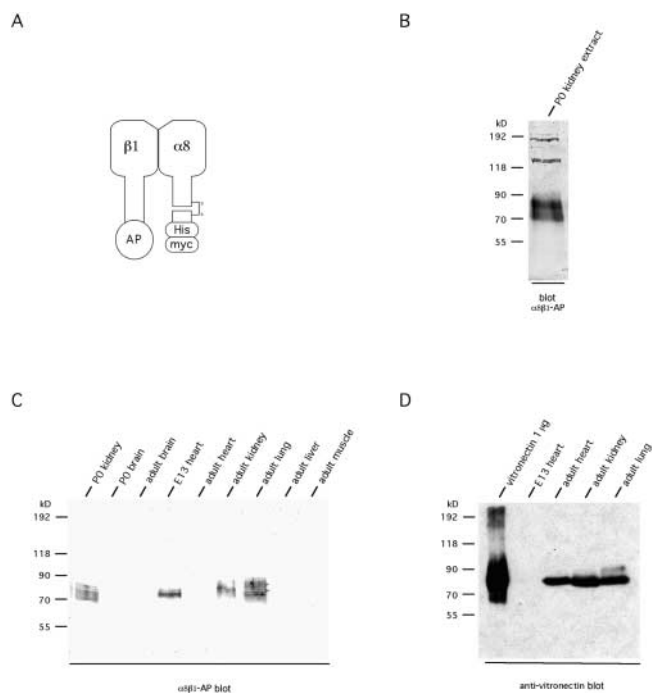 A
β1
α8
S
S
AP
His
myc
B
P0 kidney extract
kD
192
118
90
70
55
blot
α8β1-AP
C
P0 kidney
P0 brain
adult brain
E13 heart
adult heart
adult kidney
adult lung
adult liver
adult muscle
kD
192
118
90
70
55
α8β1-AP blot
D
vitronectin 1 μg
E13 heart
adult heart
adult kidney
adult lung
kD
192
118
90
70
55
anti-vitronectin blot